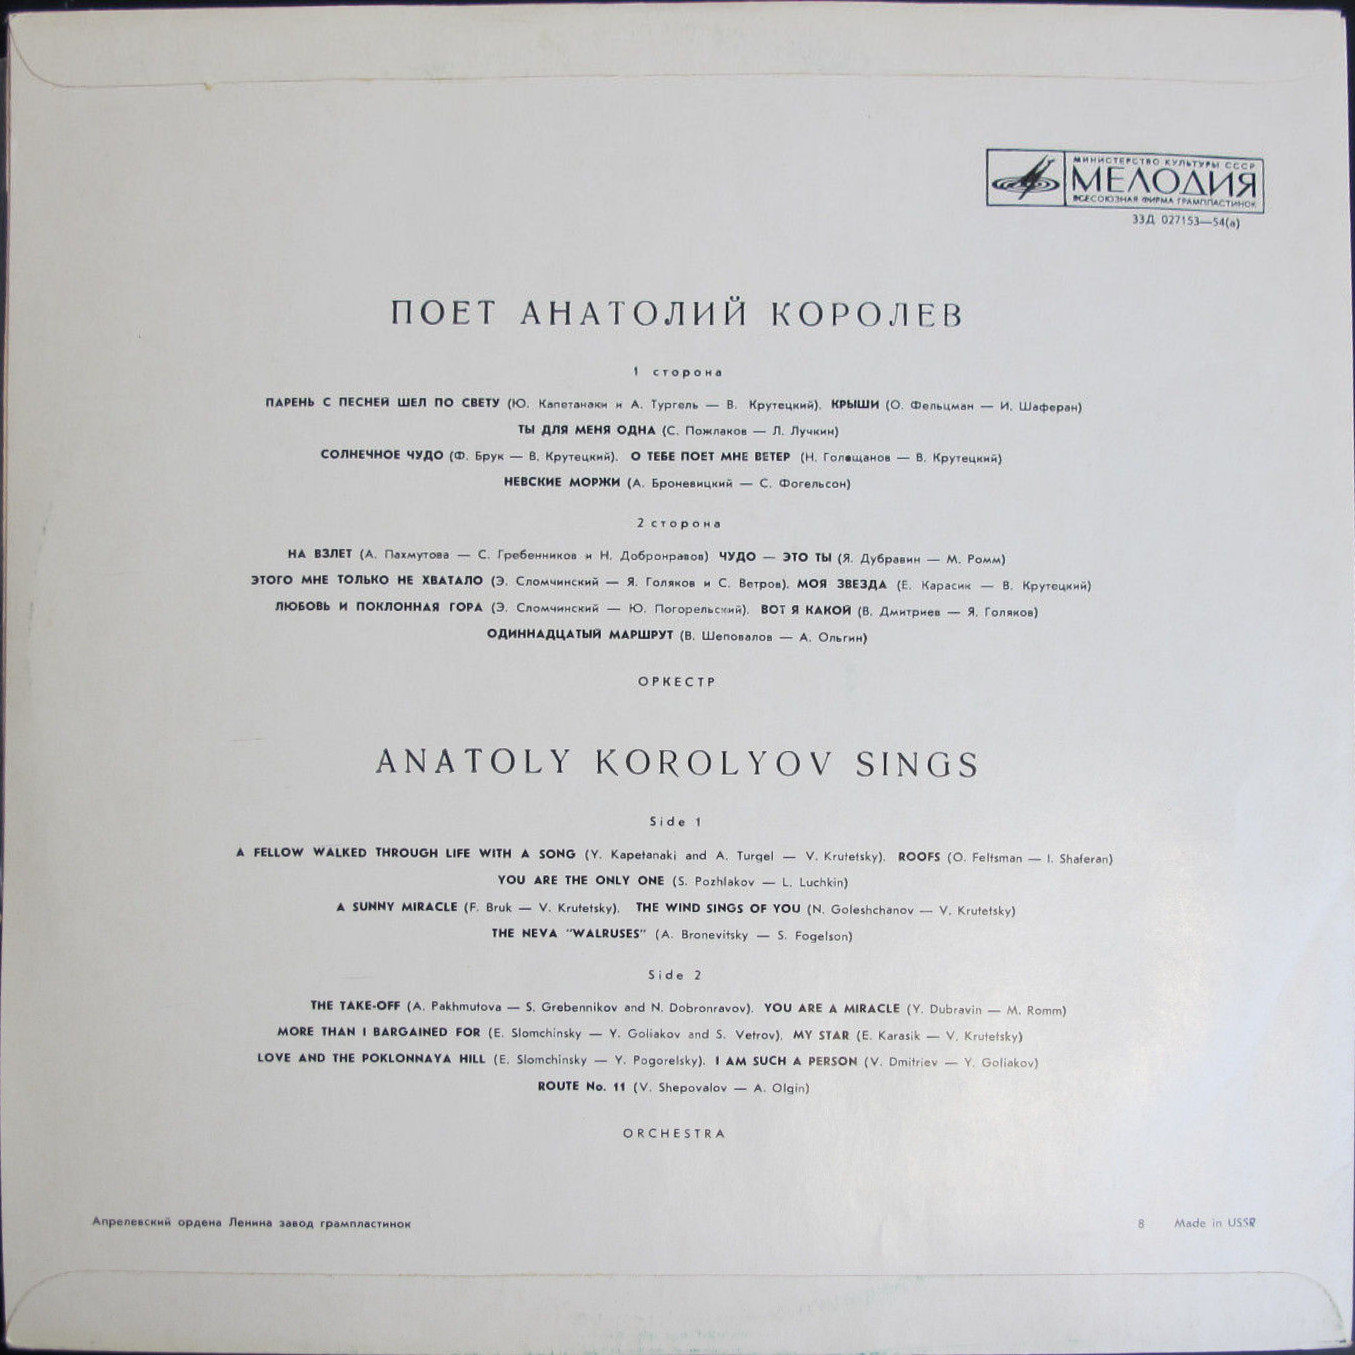 МИНИСТЕРСТВО КУЛЬТУРЫ СССР
МЕЛОДИЯ
ВСЕСОЮЗНАЯ ФИРМА ГРАМПЛАСТИНОК
33Д 027153—54(а)
ПОЕТ АНАТОЛИЙ КОРОЛЕВ
1 сторона
ПАРЕНЬ С ПЕСНЕЙ ШЕЛ ПО СВЕТУ (Ю. Капетанаки и А. Тургель — В. Крутецкий). КРЫШИ (О. Фельцман — И. Шаферан)
ТЫ ДЛЯ МЕНЯ ОДНА (С. Пожлаков — Л. Лучкин)
СОЛНЕЧНОЕ ЧУДО (Ф. Брук — В. Крутецкий). О ТЕБЕ ПОЕТ МНЕ ВЕТЕР (Н. Голещанов — В. Крутецкий)
НЕВСКИЕ МОРЖИ (А. Броневицкий — С. Фогельсон)
2 сторона
НА ВЗЛЕТ (А. Пахмутова — С. Гребенников и Н. Добронравов) ЧУДО — ЭТО ТЫ (Я. Дубравин — М. Ромм)
ЭТОГО МНЕ ТОЛЬКО НЕ ХВАТАЛО (Э. Сломчинский — Я. Голяков и С. Ветров). МОЯ ЗВЕЗДА (Е. Карасик — В. Крутецкий)
ЛЮБОВЬ И ПОКЛОННАЯ ГОРА (Э. Сломчинский — Ю. Погорельский). ВОТ Я КАКОЙ (В. Дмитриев — Я. Голяков)
ОДИННАДЦАТЫЙ МАРШРУТ (В. Шеповалов — А. Ольгин)
ОРКЕСТР
ANATOLY KOROLYOV SINGS
Side 1
A FELLOW WALKED THROUGH LIFE WITH A SONG (Y. Kapetanaki and A. Turgel — V. Krutetsky). ROOFS (O. Feltsman — I. Shaferan)
YOU ARE THE ONLY ONE (S. Pozhlakov — L. Luchkin)
A SUNNY MIRACLE (F. Bruk — V. Krutetsky). THE WIND SINGS OF YOU (N. Goleshchanov — V. Krutetsky)
THE NEVA "WALRUSES" (A. Bronevitsky — S. Fogelson)
Side 2
THE TAKE-OFF (A. Pakhmutova — S. Grebennikov and N. Dobronravov). YOU ARE A MIRACLE (Y. Dubravin — M. Romm)
MORE THAN I BARGAINED FOR (E. Slomchinsky — Y. Goliakov and S. Vetrov). MY STAR (E. Karasik — V. Krutetsky)
LOVE AND THE POKLONNAYA HILL (E. Slomchinsky — Y. Pogorelsky). I AM SUCH A PERSON (V. Dmitriev — Y. Goliakov)
ROUTE No. 11 (V. Shepovalov — A. Olgin)
ORCHESTRA
Апрелевский ордена Ленина завод грампластинок
8 Made in USSR